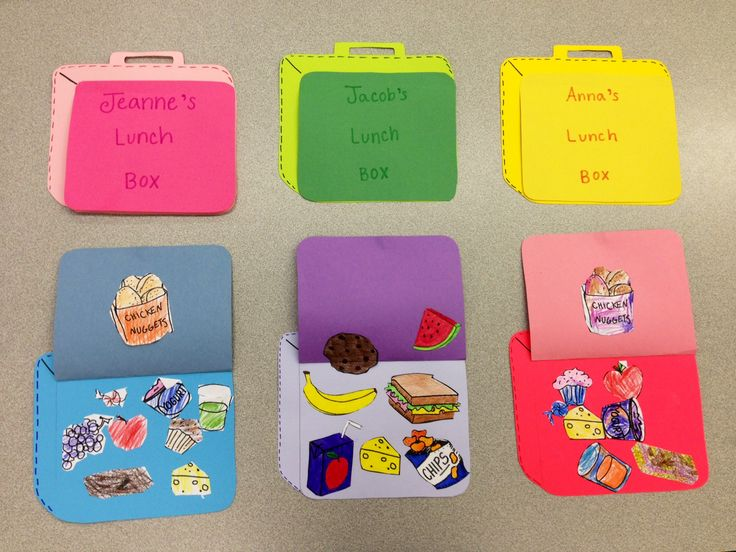 Jeanne's
Lunch
Box
Jacob's
Lunch
Box
Anna's
Lunch
Box
CHICKEN
NUGGETS
CHICKEN
NUGGETS
YOGURT
CHIPS